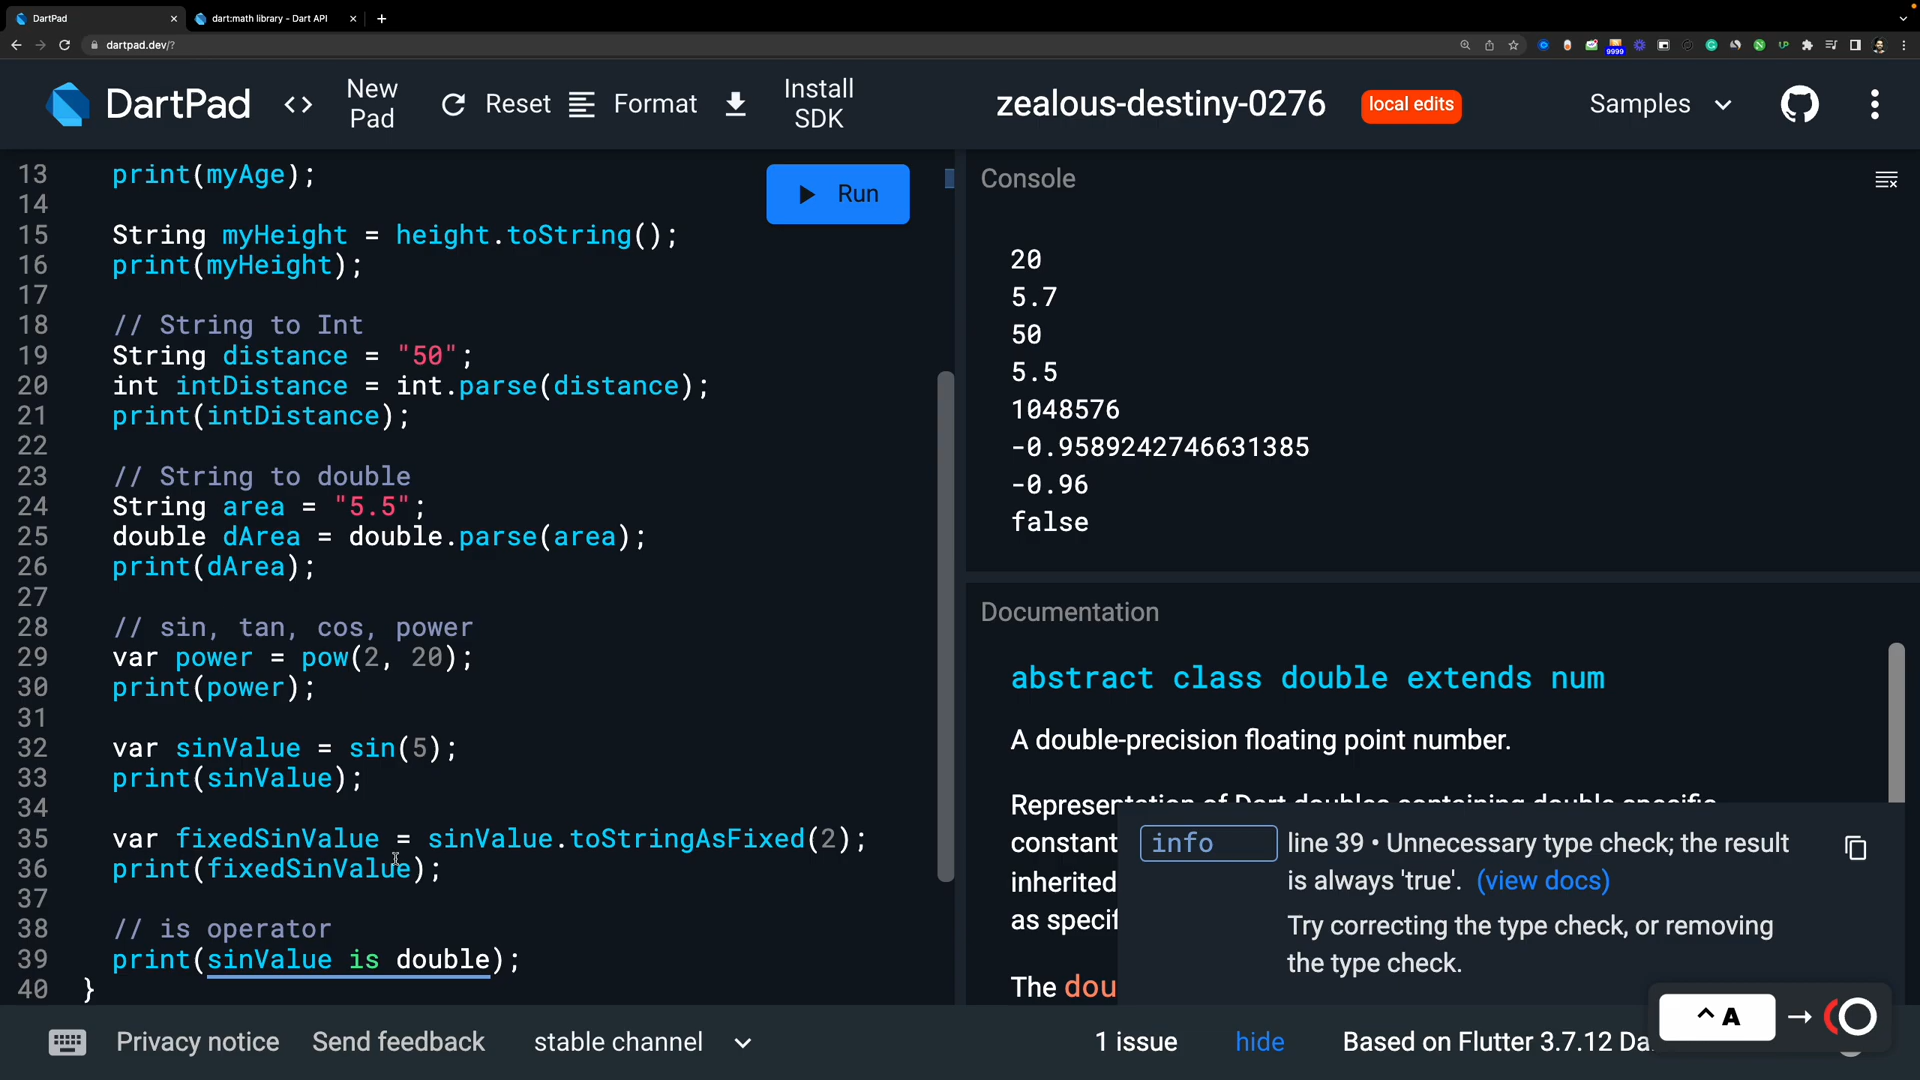 DartPad
dart:math library - Dart API
dartpad.dev/?
9999
UP
DartPad
<> New Pad
Reset
Format
Install SDK
zealous-destiny-0276
local edits
Samples
13 print(myAge);
14
15 String myHeight = height.toString();
16 print(myHeight);
17
18 // String to Int
19 String distance = "50";
20 int intDistance = int.parse(distance);
21 print(intDistance);
22
23 // String to double
24 String area = "5.5";
25 double dArea = double.parse(area);
26 print(dArea);
27
28 // sin, tan, cos, power
29 var power = pow(2, 20);
30 print(power);
31
32 var sinValue = sin(5);
33 print(sinValue);
34
35 var fixedSinValue = sinValue.toStringAsFixed(2);
36 print(fixedSinValue);
37
38 // is operator
39 print(sinValue is double);
40 }
Run
Console
20
5.7
50
5.5
1048576
-0.9589242746631385
-0.96
false
Documentation
abstract class double extends num
A double-precision floating point number.
Representation of Dart doubles containing double specific
constant
inherited
as specif
The dou
info
line 39 • Unnecessary type check; the result
is always 'true'. (view docs)
Try correcting the type check, or removing
the type check.
^ A →
Privacy notice
Send feedback
stable channel
1 issue
hide
Based on Flutter 3.7.12 Da